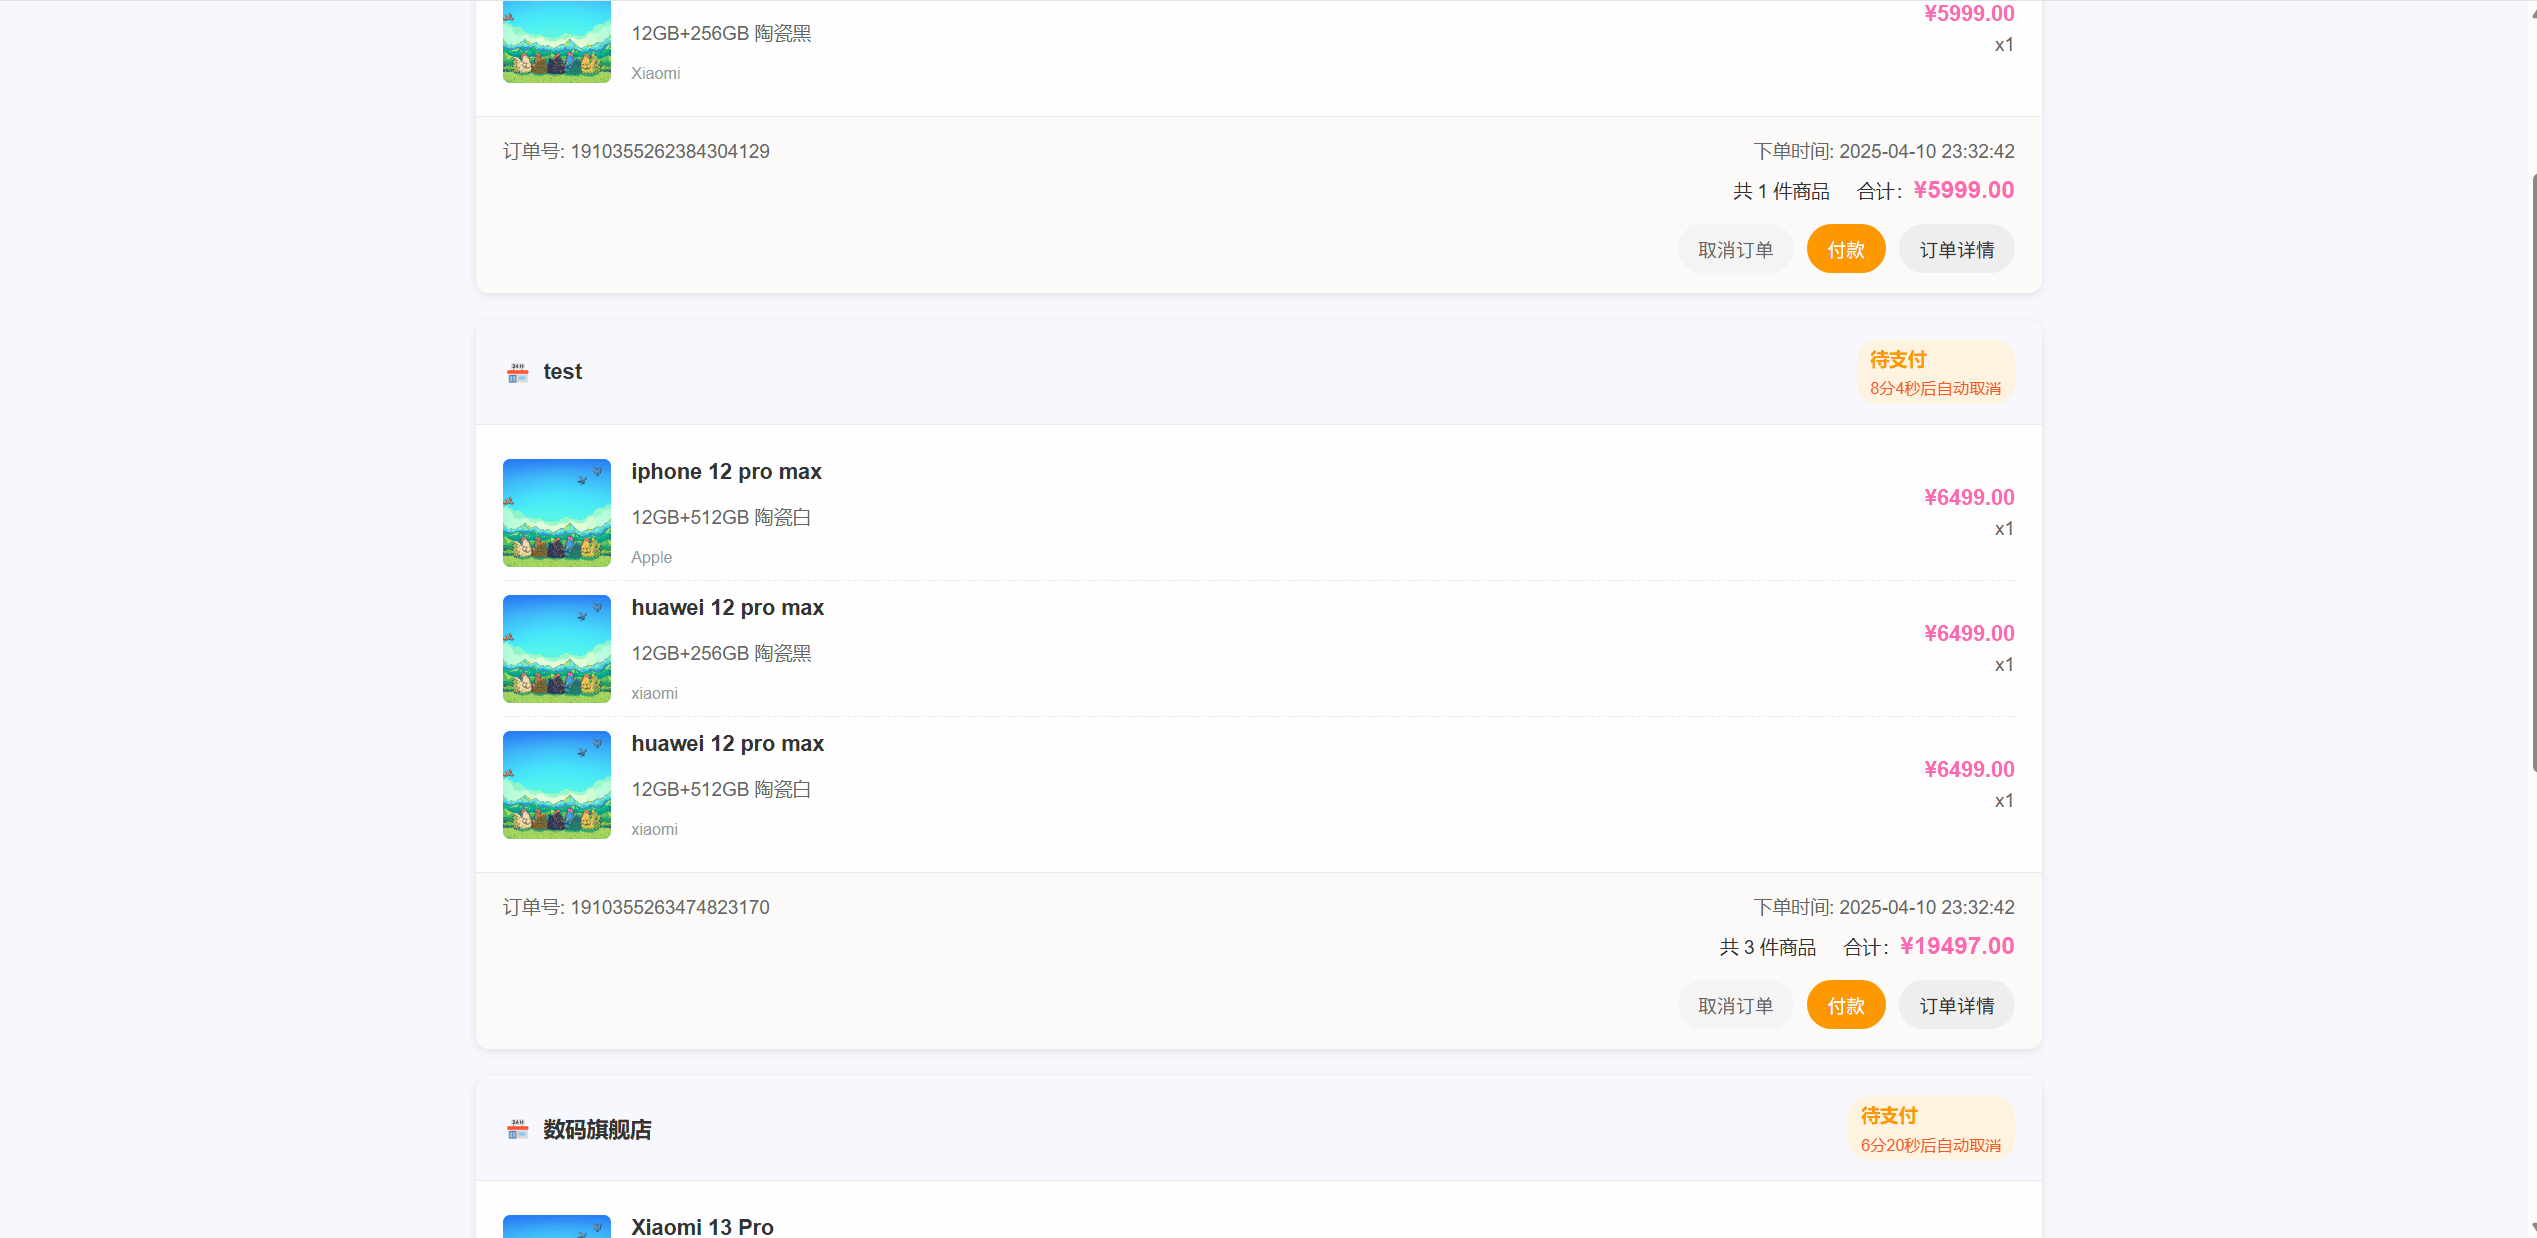 ¥5999.00
12GB+256GB 陶瓷黑
x1
Xiaomi
订单号: 1910355262384304129
下单时间: 2025-04-10 23:32:42
共 1 件商品 合计：¥5999.00
取消订单 付款 订单详情
24 H test
待支付
8分4秒后自动取消
iphone 12 pro max
¥6499.00
12GB+512GB 陶瓷白
x1
Apple
huawei 12 pro max
¥6499.00
12GB+256GB 陶瓷黑
x1
xiaomi
huawei 12 pro max
¥6499.00
12GB+512GB 陶瓷白
x1
xiaomi
订单号: 1910355263474823170
下单时间: 2025-04-10 23:32:42
共 3 件商品 合计：¥19497.00
取消订单 付款 订单详情
24 H 数码旗舰店
待支付
6分20秒后自动取消
Xiaomi 13 Pro